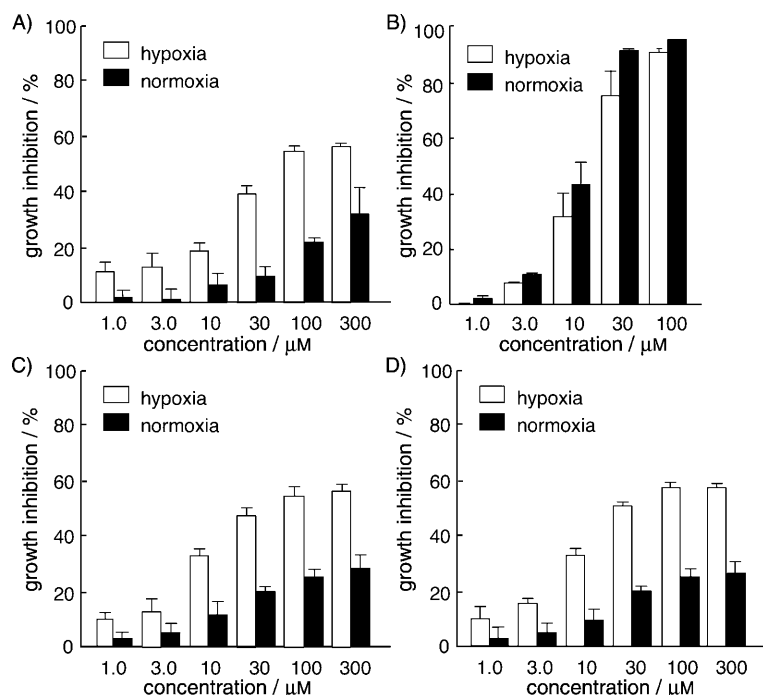 A)
growth inhibition / %
100
80
60
40
20
0
hypoxia
normoxia
1.0 3.0 10 30 100 300
concentration / μM
B)
growth inhibition / %
100
80
60
40
20
0
hypoxia
normoxia
1.0 3.0 10 30 100
concentration / μM
C)
growth inhibition / %
100
80
60
40
20
0
hypoxia
normoxia
1.0 3.0 10 30 100 300
concentration / μM
D)
growth inhibition / %
100
80
60
40
20
0
hypoxia
normoxia
1.0 3.0 10 30 100 300
concentration / μM